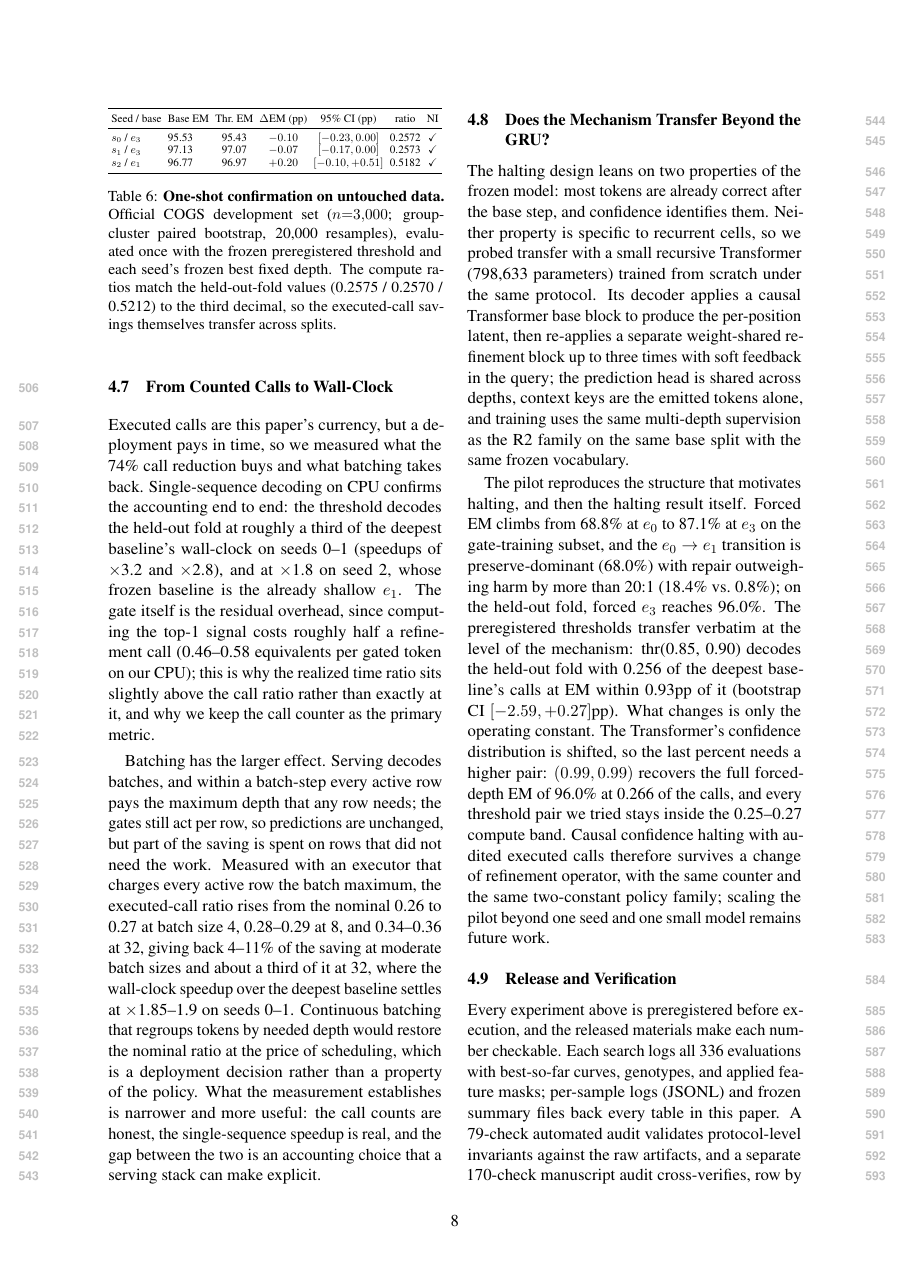 Seed / base Base EM Thr. EM ΔEM (pp) 95% CI (pp) ratio NI
s0 / e3 95.53 95.43 −0.10 [−0.23, 0.00] 0.2572 ✓
s1 / e3 97.13 97.07 −0.07 [−0.17, 0.00] 0.2573 ✓
s2 / e1 96.77 96.97 +0.20 [−0.10, +0.51] 0.5182 ✓
Table 6: One-shot confirmation on untouched data.
Official COGS development set (n=3,000; group-
cluster paired bootstrap, 20,000 resamples), evalu-
ated once with the frozen preregistered threshold and
each seed's frozen best fixed depth. The compute ra-
tios match the held-out-fold values (0.2575 / 0.2570 /
0.5212) to the third decimal, so the executed-call sav-
ings themselves transfer across splits.
506 4.7 From Counted Calls to Wall-Clock
507 Executed calls are this paper's currency, but a de-
508 ployment pays in time, so we measured what the
509 74% call reduction buys and what batching takes
510 back. Single-sequence decoding on CPU confirms
511 the accounting end to end: the threshold decodes
512 the held-out fold at roughly a third of the deepest
513 baseline's wall-clock on seeds 0–1 (speedups of
514 ×3.2 and ×2.8), and at ×1.8 on seed 2, whose
515 frozen baseline is the already shallow e1. The
516 gate itself is the residual overhead, since comput-
517 ing the top-1 signal costs roughly half a refine-
518 ment call (0.46–0.58 equivalents per gated token
519 on our CPU); this is why the realized time ratio sits
520 slightly above the call ratio rather than exactly at
521 it, and why we keep the call counter as the primary
522 metric.
523 Batching has the larger effect. Serving decodes
524 batches, and within a batch-step every active row
525 pays the maximum depth that any row needs; the
526 gates still act per row, so predictions are unchanged,
527 but part of the saving is spent on rows that did not
528 need the work. Measured with an executor that
529 charges every active row the batch maximum, the
530 executed-call ratio rises from the nominal 0.26 to
531 0.27 at batch size 4, 0.28–0.29 at 8, and 0.34–0.36
532 at 32, giving back 4–11% of the saving at moderate
533 batch sizes and about a third of it at 32, where the
534 wall-clock speedup over the deepest baseline settles
535 at ×1.85–1.9 on seeds 0–1. Continuous batching
536 that regroups tokens by needed depth would restore
537 the nominal ratio at the price of scheduling, which
538 is a deployment decision rather than a property
539 of the policy. What the measurement establishes
540 is narrower and more useful: the call counts are
541 honest, the single-sequence speedup is real, and the
542 gap between the two is an accounting choice that a
543 serving stack can make explicit.
4.8 Does the Mechanism Transfer Beyond the 544
GRU? 545
The halting design leans on two properties of the 546
frozen model: most tokens are already correct after 547
the base step, and confidence identifies them. Nei- 548
ther property is specific to recurrent cells, so we 549
probed transfer with a small recursive Transformer 550
(798,633 parameters) trained from scratch under 551
the same protocol. Its decoder applies a causal 552
Transformer base block to produce the per-position 553
latent, then re-applies a separate weight-shared re- 554
finement block up to three times with soft feedback 555
in the query; the prediction head is shared across 556
depths, context keys are the emitted tokens alone, 557
and training uses the same multi-depth supervision 558
as the R2 family on the same base split with the 559
same frozen vocabulary. 560
The pilot reproduces the structure that motivates 561
halting, and then the halting result itself. Forced 562
EM climbs from 68.8% at e0 to 87.1% at e3 on the 563
gate-training subset, and the e0 → e1 transition is 564
preserve-dominant (68.0%) with repair outweigh- 565
ing harm by more than 20:1 (18.4% vs. 0.8%); on 566
the held-out fold, forced e3 reaches 96.0%. The 567
preregistered thresholds transfer verbatim at the 568
level of the mechanism: thr(0.85, 0.90) decodes 569
the held-out fold with 0.256 of the deepest base- 570
line's calls at EM within 0.93pp of it (bootstrap 571
CI [−2.59, +0.27]pp). What changes is only the 572
operating constant. The Transformer's confidence 573
distribution is shifted, so the last percent needs a 574
higher pair: (0.99, 0.99) recovers the full forced- 575
depth EM of 96.0% at 0.266 of the calls, and every 576
threshold pair we tried stays inside the 0.25–0.27 577
compute band. Causal confidence halting with au- 578
dited executed calls therefore survives a change 579
of refinement operator, with the same counter and 580
the same two-constant policy family; scaling the 581
pilot beyond one seed and one small model remains 582
future work. 583
4.9 Release and Verification 584
Every experiment above is preregistered before ex- 585
ecution, and the released materials make each num- 586
ber checkable. Each search logs all 336 evaluations 587
with best-so-far curves, genotypes, and applied fea- 588
ture masks; per-sample logs (JSONL) and frozen 589
summary files back every table in this paper. A 590
79-check automated audit validates protocol-level 591
invariants against the raw artifacts, and a separate 592
170-check manuscript audit cross-verifies, row by 593
8